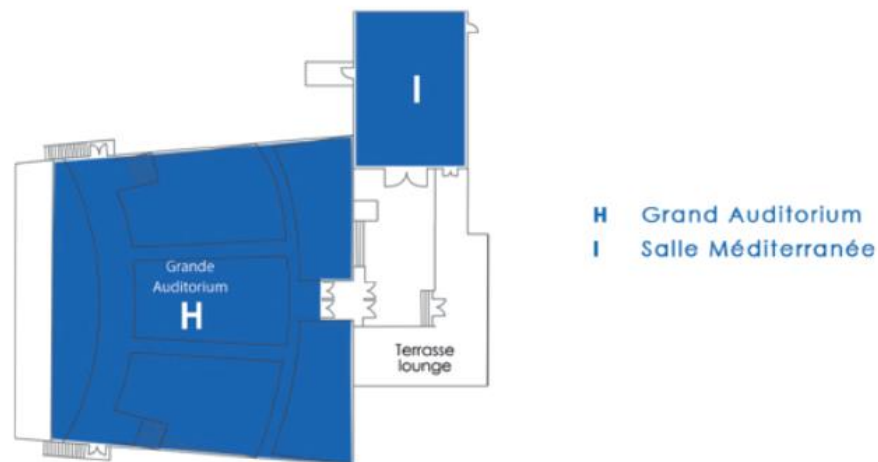 I
Grande
Auditorium
H
Terrasse
lounge
H Grand Auditorium
I Salle Méditerranée